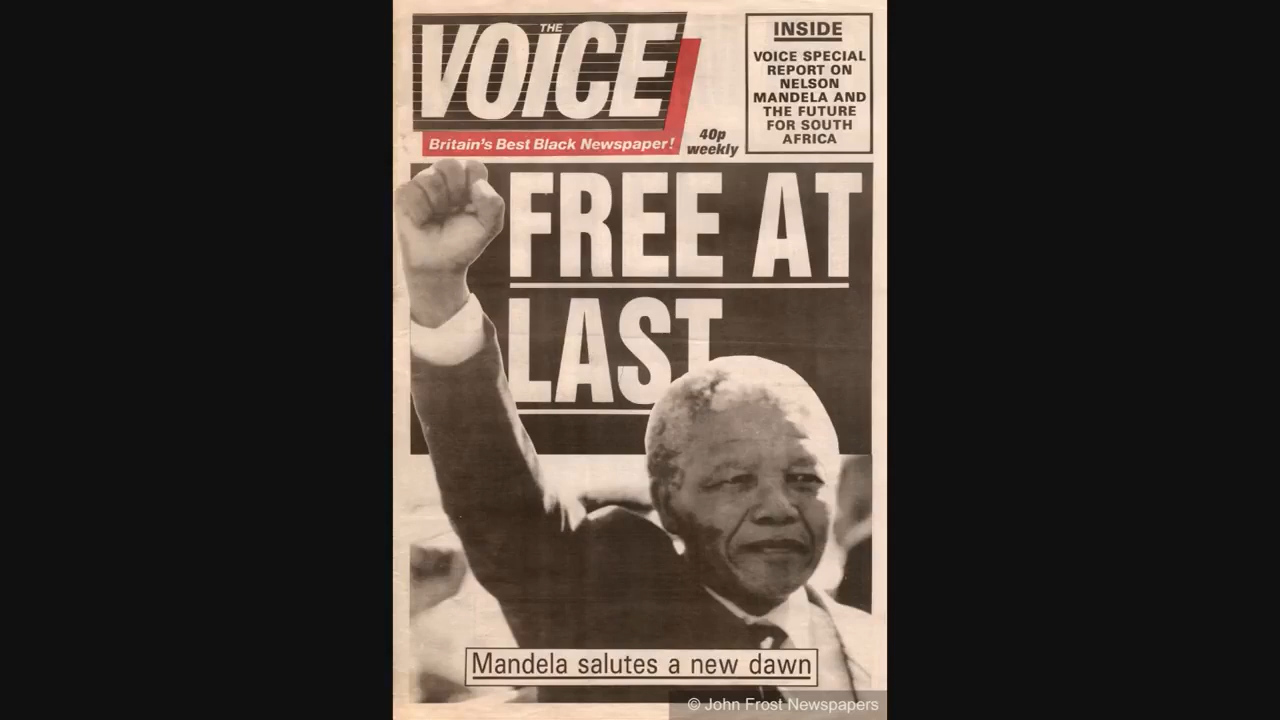 THE
VOICE
Britain's Best Black Newspaper!
40p
weekly
INSIDE
VOICE SPECIAL
REPORT ON
NELSON
MANDELA AND
THE FUTURE
FOR SOUTH
AFRICA
FREE AT
LAST
Mandela salutes a new dawn
© John Frost Newspapers